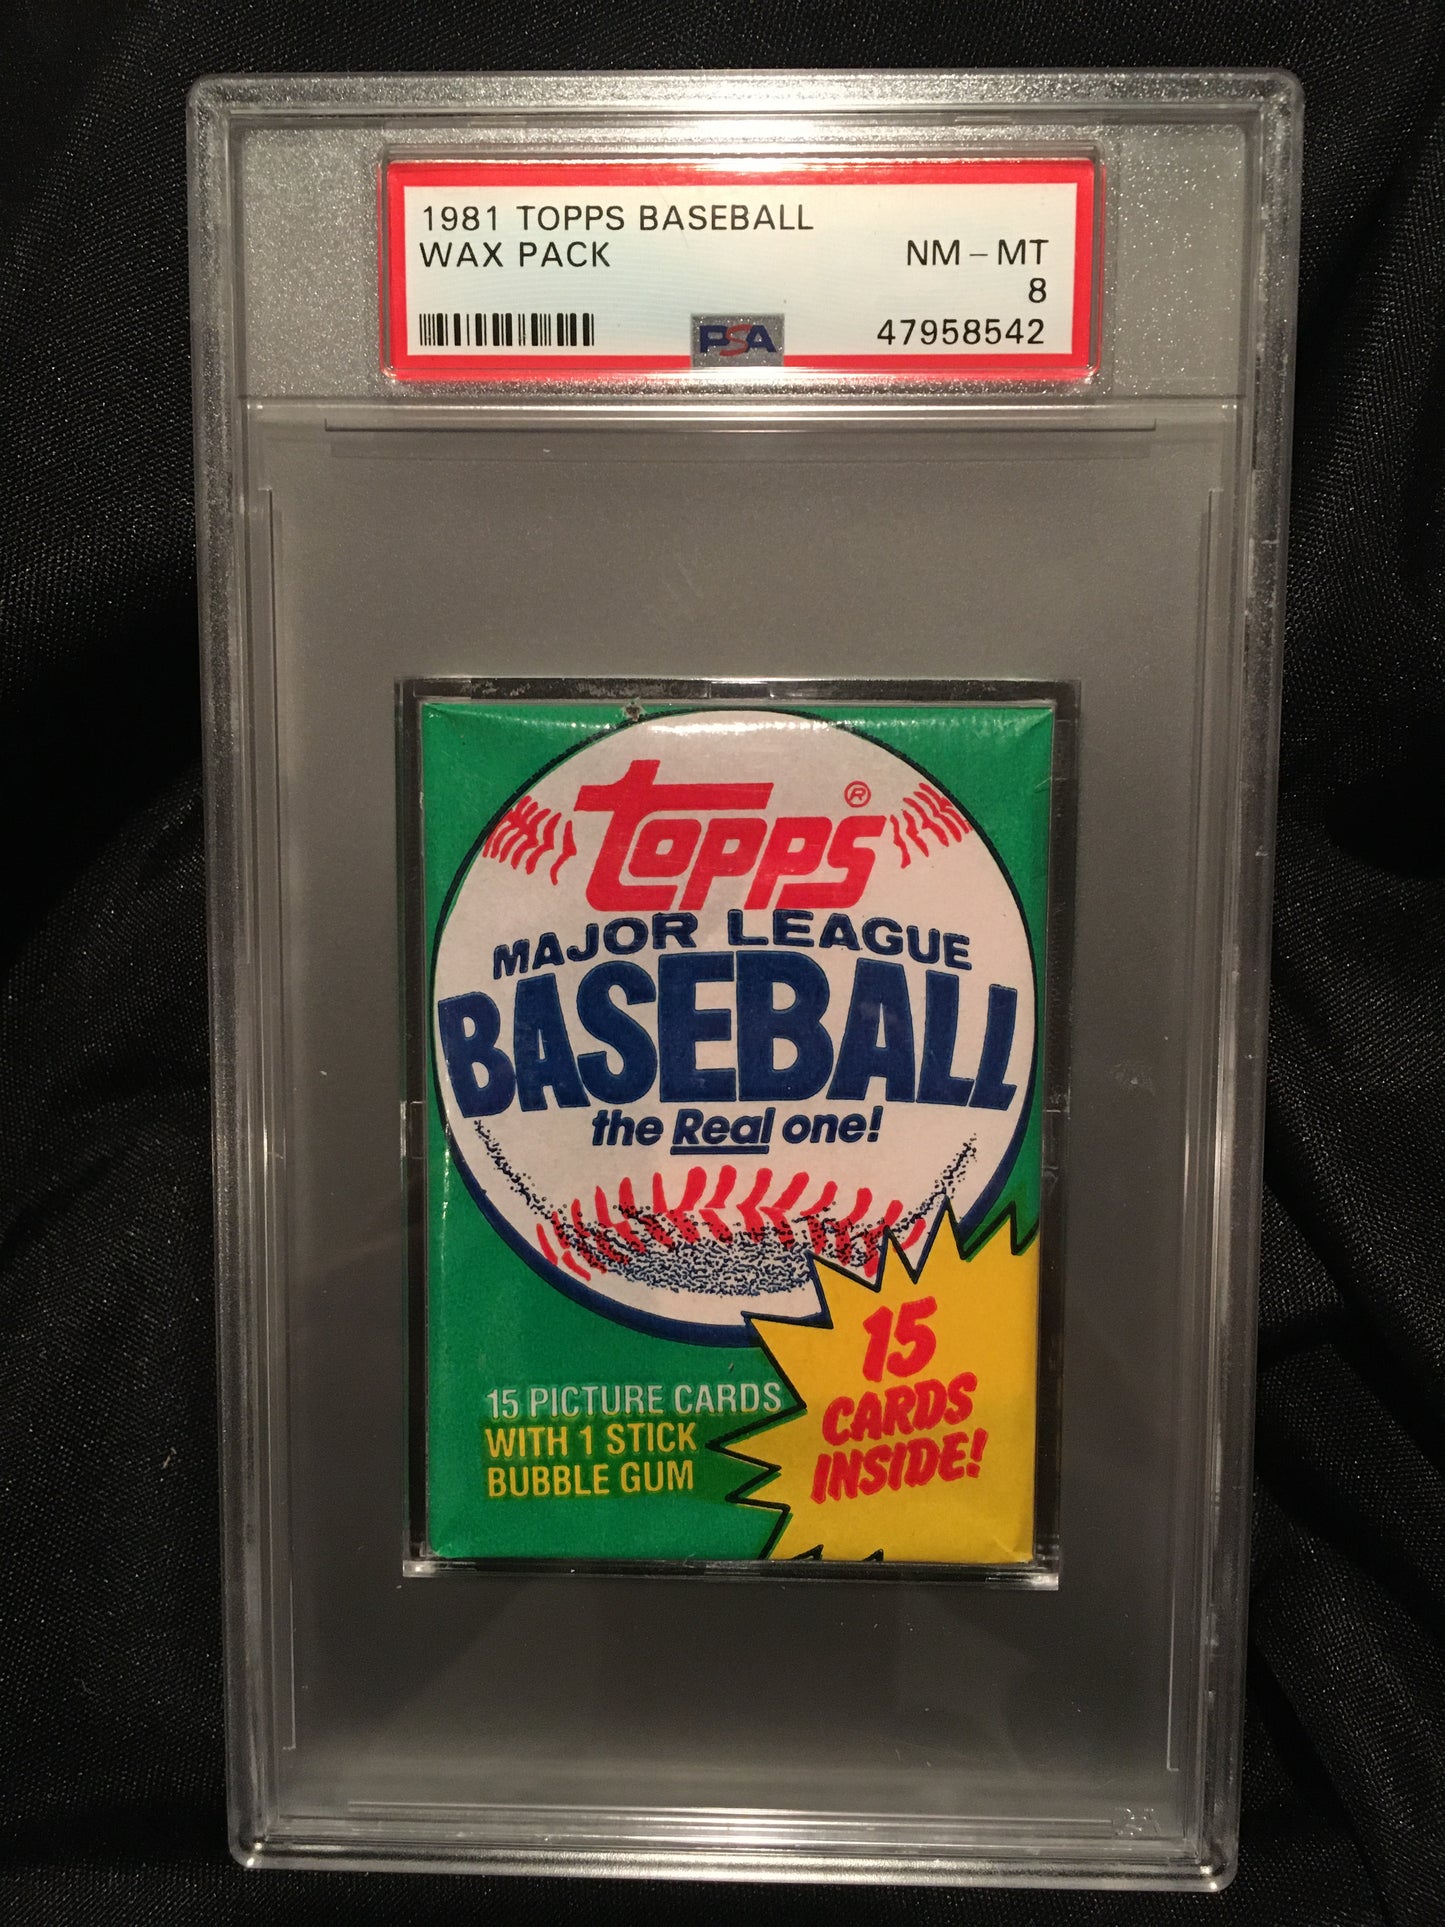 1981 TOPPS BASEBALL
WAX PACK
NM - MT
8
PSA
47958542
TOPPS ®
MAJOR LEAGUE
BASEBALL
the Real one!
15 PICTURE CARDS
WITH 1 STICK
BUBBLE GUM
15
CARDS
INSIDE!